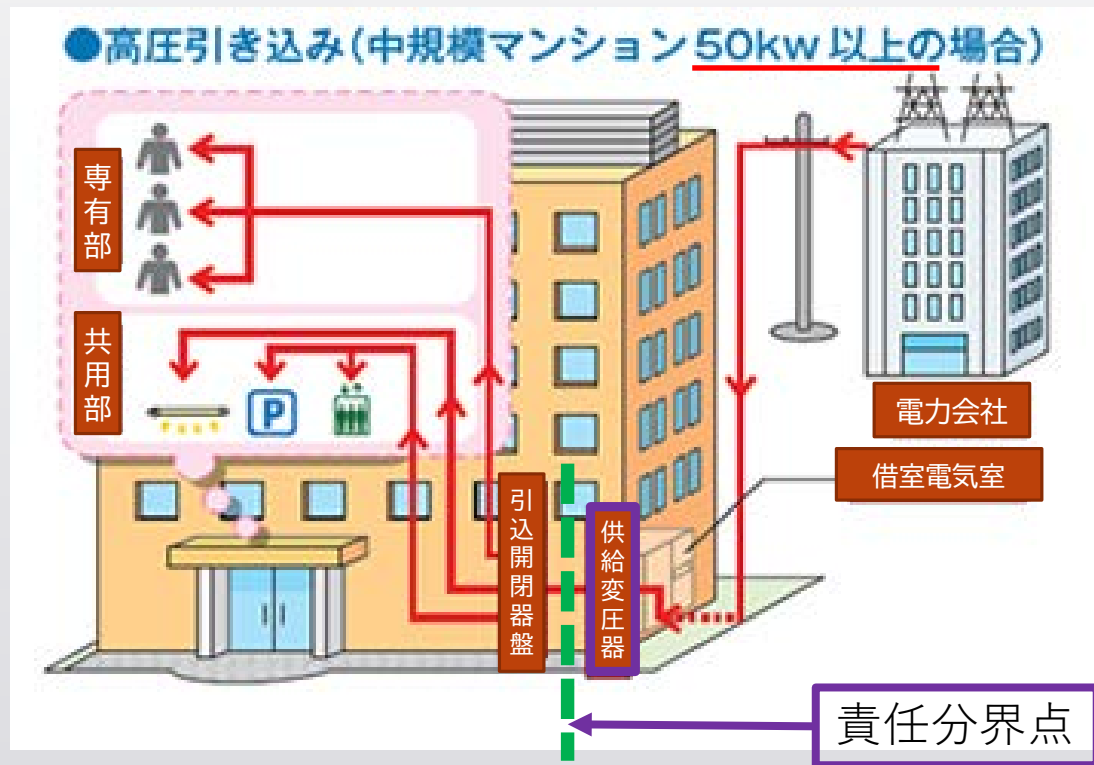 ●高圧引き込み(中規模マンション50kw以上の場合)
専有部
共用部
P
電力会社
借室電気室
引込開閉器盤
供給変圧器
責任分界点